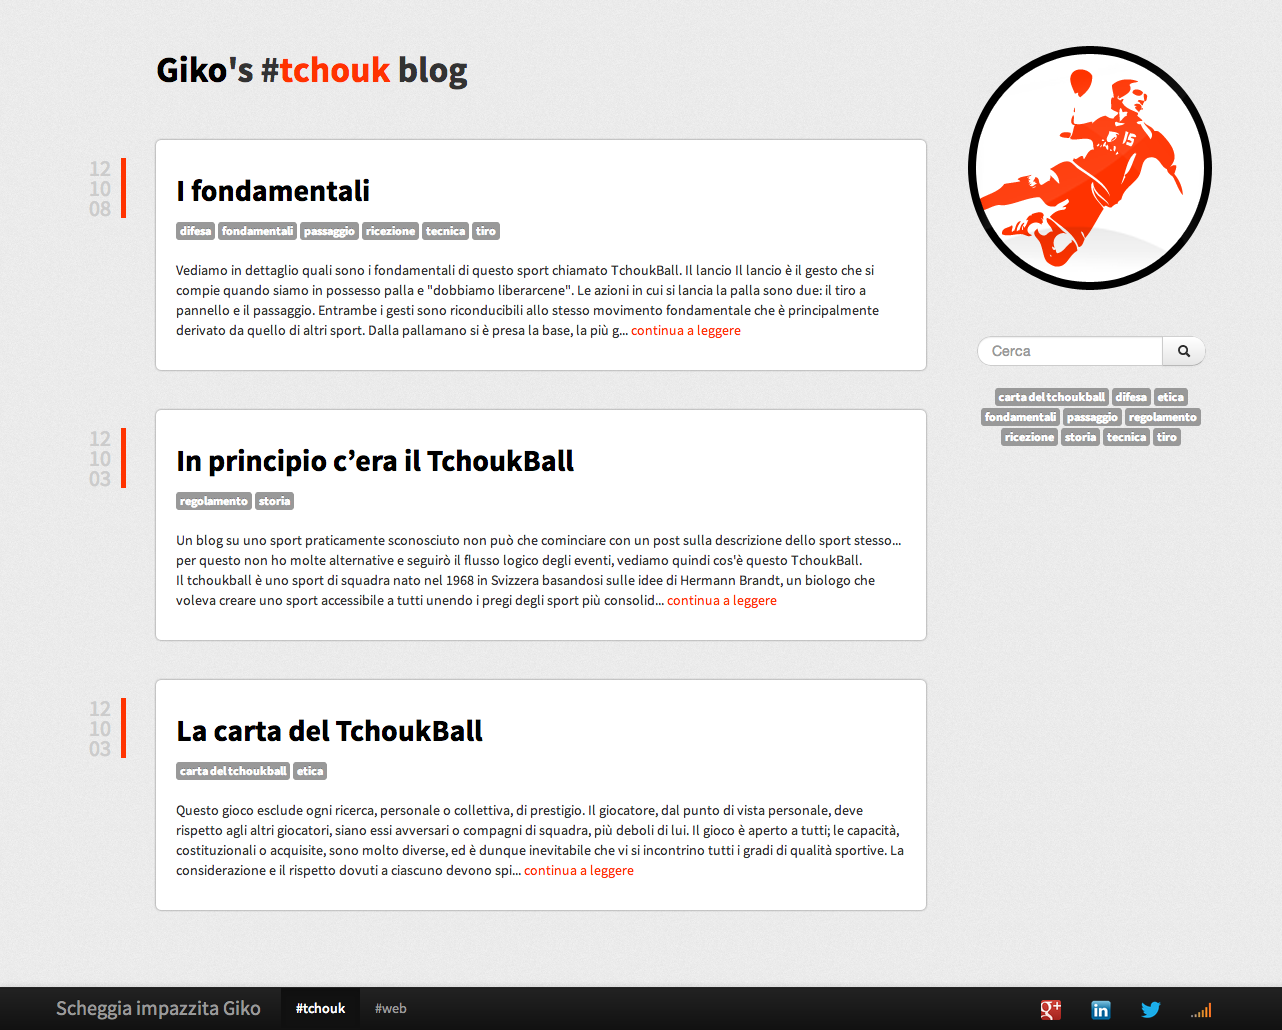 Giko's #tchouk blog
15
12
10
08
I fondamentali
difesa fondamentali passaggio ricezione tecnica tiro
Vediamo in dettaglio quali sono i fondamentali di questo sport chiamato TchoukBall. Il lancio Il lancio è il gesto che si
compie quando siamo in possesso palla e "dobbiamo liberarcene". Le azioni in cui si lancia la palla sono due: il tiro a
pannello e il passaggio. Entrambe i gesti sono riconducibili allo stesso movimento fondamentale che è principalmente
derivato da quello di altri sport. Dalla pallamano si è presa la base, la più g... continua a leggere
Cerca
carta del tchoukball difesa etica
fondamentali passaggio regolamento
ricezione storia tecnica tiro
12
10
03
In principio c’era il TchoukBall
regolamento storia
Un blog su uno sport praticamente sconosciuto non può che cominciare con un post sulla descrizione dello sport stesso...
per questo non ho molte alternative e seguirò il flusso logico degli eventi, vediamo quindi cos'è questo TchoukBall.
Il tchoukball è uno sport di squadra nato nel 1968 in Svizzera basandosi sulle idee di Hermann Brandt, un biologo che
voleva creare uno sport accessibile a tutti unendo i pregi degli sport più consolid... continua a leggere
12
10
03
La carta del TchoukBall
carta del tchoukball etica
Questo gioco esclude ogni ricerca, personale o collettiva, di prestigio. Il giocatore, dal punto di vista personale, deve
rispetto agli altri giocatori, siano essi avversari o compagni di squadra, più deboli di lui. Il gioco è aperto a tutti; le capacità,
costituzionali o acquisite, sono molto diverse, ed è dunque inevitabile che vi si incontrino tutti i gradi di qualità sportive. La
considerazione e il rispetto dovuti a ciascuno devono spi... continua a leggere
Scheggia impazzita Giko #tchouk #web g+ in